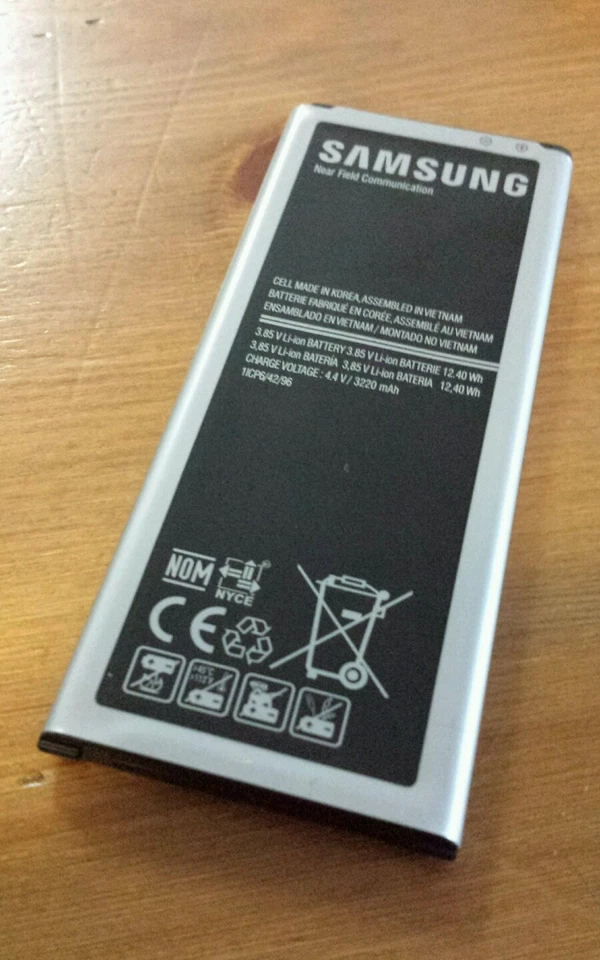 SAMSUNG
Near Field Communication
CELL MADE IN KOREA, ASSEMBLED IN VIETNAM
BATTERIE FABRIQUÉ EN CORÉE, ASSEMBLÉ AU VIETNAM
ENSAMBLADO EN VIETNAM / MONTADO NO VIETNAM
3.85 V Li-ion BATTERY 3.85 V Li-ion BATTERIE 12.40 Wh
3,85 V Li-ion BATERÍA 3,85 V Li-ion BATERIA 12,40 Wh
CHARGE VOLTAGE : 4.4 V / 3220 mAh
1ICP6/42/96
NOM
NYCE
CE